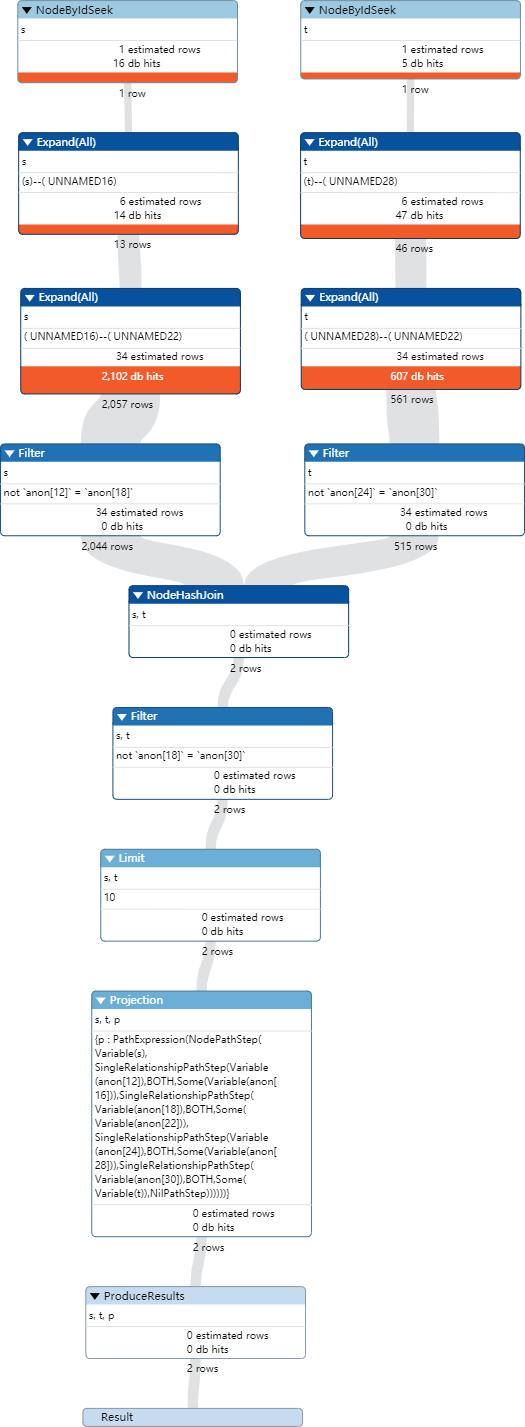 NodeByIdSeek
s
1 estimated rows
16 db hits
1 row
Expand(All)
s
(s)--( UNNAMED16)
6 estimated rows
14 db hits
13 rows
Expand(All)
s
( UNNAMED16)--( UNNAMED22)
34 estimated rows
2,102 db hits
2,057 rows
Filter
s
not `anon[12]` = `anon[18]`
34 estimated rows
0 db hits
2,044 rows
NodeByIdSeek
t
1 estimated rows
5 db hits
1 row
Expand(All)
t
(t)--( UNNAMED28)
6 estimated rows
47 db hits
46 rows
Expand(All)
t
( UNNAMED28)--( UNNAMED22)
34 estimated rows
607 db hits
561 rows
Filter
t
not `anon[24]` = `anon[30]`
34 estimated rows
0 db hits
515 rows
NodeHashJoin
s, t
0 estimated rows
0 db hits
2 rows
Filter
s, t
not `anon[18]` = `anon[30]`
0 estimated rows
0 db hits
2 rows
Limit
s, t
10
0 estimated rows
0 db hits
2 rows
Projection
s, t, p
{p : PathExpression(NodePathStep(
Variable(s),
SingleRelationshipPathStep(Variable
(anon[12]),BOTH,Some(Variable(anon[
16])),SingleRelationshipPathStep(
Variable(anon[18]),BOTH,Some(
Variable(anon[22])),
SingleRelationshipPathStep(Variable
(anon[24]),BOTH,Some(Variable(anon[
28])),SingleRelationshipPathStep(
Variable(anon[30]),BOTH,Some(
Variable(t)),NilPathStep))))))}
0 estimated rows
0 db hits
2 rows
ProduceResults
s, t, p
0 estimated rows
0 db hits
2 rows
Result